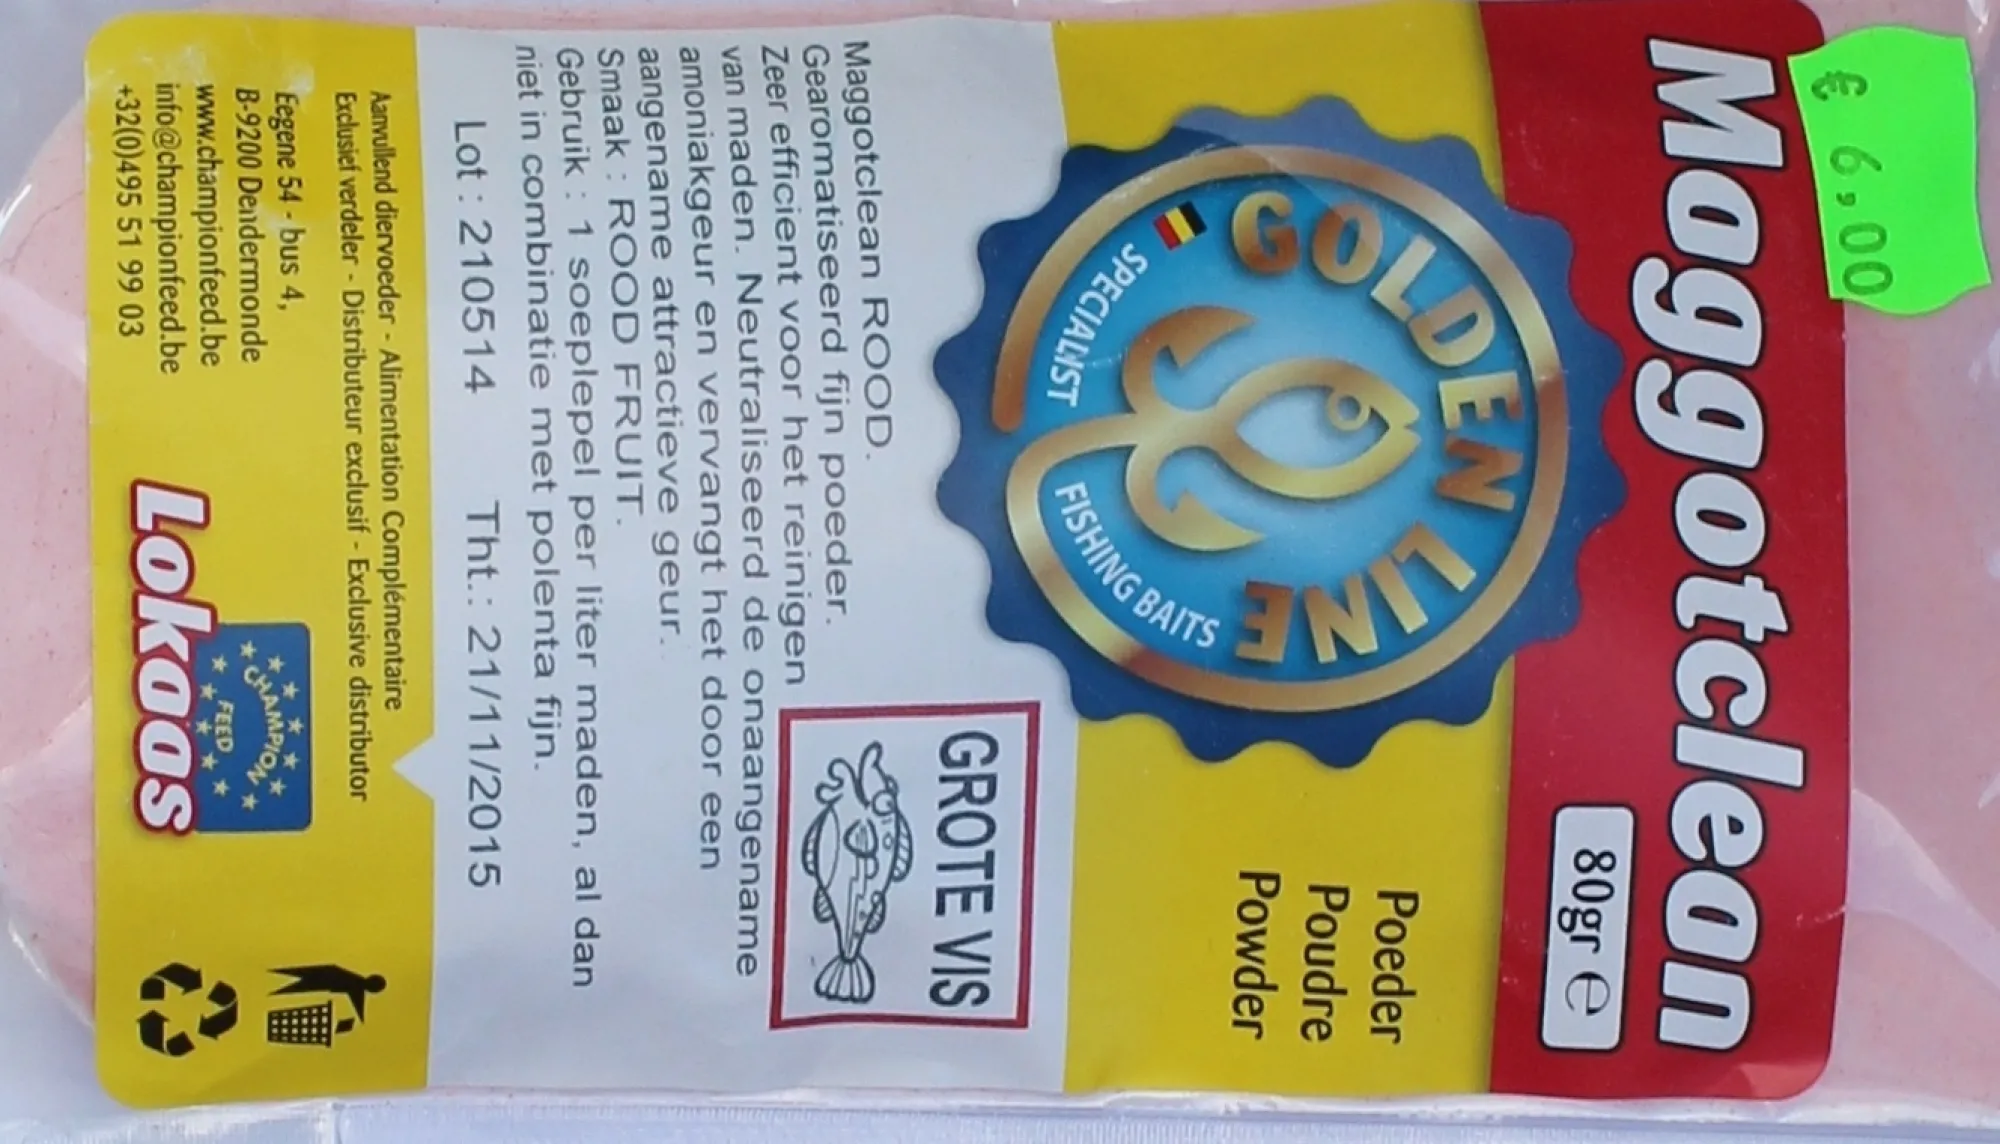 € 6,00
Maggotclean
80gr e
GOLDEN LINE
SPECIALIST
FISHING BAITS
Poeder
Poudre
Powder
GROTE VIS
Maggotclean ROOD.
Gearomatiseerd fijn poeder.
Zeer efficient voor het reinigen
van maden. Neutraliseerd de onaangename
amoniakgeur en vervangt het door een
aangename attractieve geur.
Smaak : ROOD FRUIT.
Gebruik : 1 soeplepel per liter maden, al dan
niet in combinatie met polenta fijn.
Lot : 210514 Tht.: 21/11/2015
Aanvullend diervoeder - Alimentation Complémentaire
Exclusief verdeler - Distributeur exclusif - Exclusive distributor
Eegene 54 - bus 4,
B-9200 Dendermonde
www.championfeed.be
info@championfeed.be
+32(0)495 51 99 03
CHAMPION
FEED
Lokaas